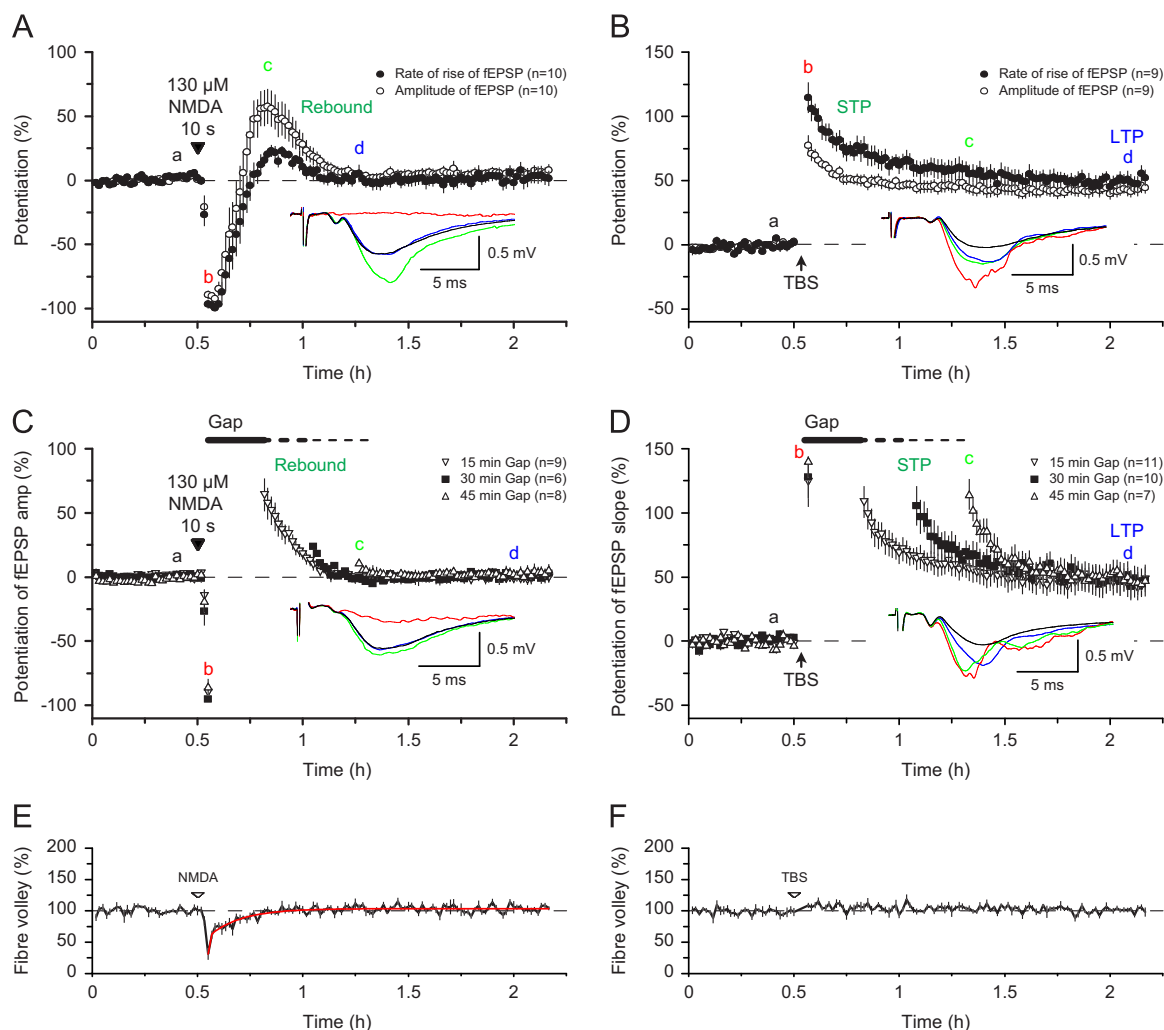 A
Potentiation (%)
100
50
0
-50
-100
130 µM
NMDA
10 s
a
b
c
d
Rebound
Rate of rise of fEPSP (n=10)
Amplitude of fEPSP (n=10)
0.5 mV
5 ms
0
0.5
1
1.5
2
Time (h)
B
Potentiation (%)
150
100
50
0
-50
b
STP
c
LTP
d
a
TBS
Rate of rise of fEPSP (n=9)
Amplitude of fEPSP (n=9)
0.5 mV
5 ms
0
0.5
1
1.5
2
Time (h)
C
Potentiation of fEPSP amp (%)
100
50
0
-50
-100
Gap
130 µM
NMDA
10 s
a
b
c
d
Rebound
15 min Gap (n=9)
30 min Gap (n=6)
45 min Gap (n=8)
0.5 mV
5 ms
0
0.5
1
1.5
2
Time (h)
D
Potentiation of fEPSP slope (%)
150
100
50
0
-50
Gap
b
STP
c
LTP
d
a
TBS
15 min Gap (n=11)
30 min Gap (n=10)
45 min Gap (n=7)
0.5 mV
5 ms
0
0.5
1
1.5
2
Time (h)
E
Fibre volley (%)
200
150
100
50
0
NMDA
0
0.5
1
1.5
2
Time (h)
F
Fibre volley (%)
200
150
100
50
0
TBS
0
0.5
1
1.5
2
Time (h)